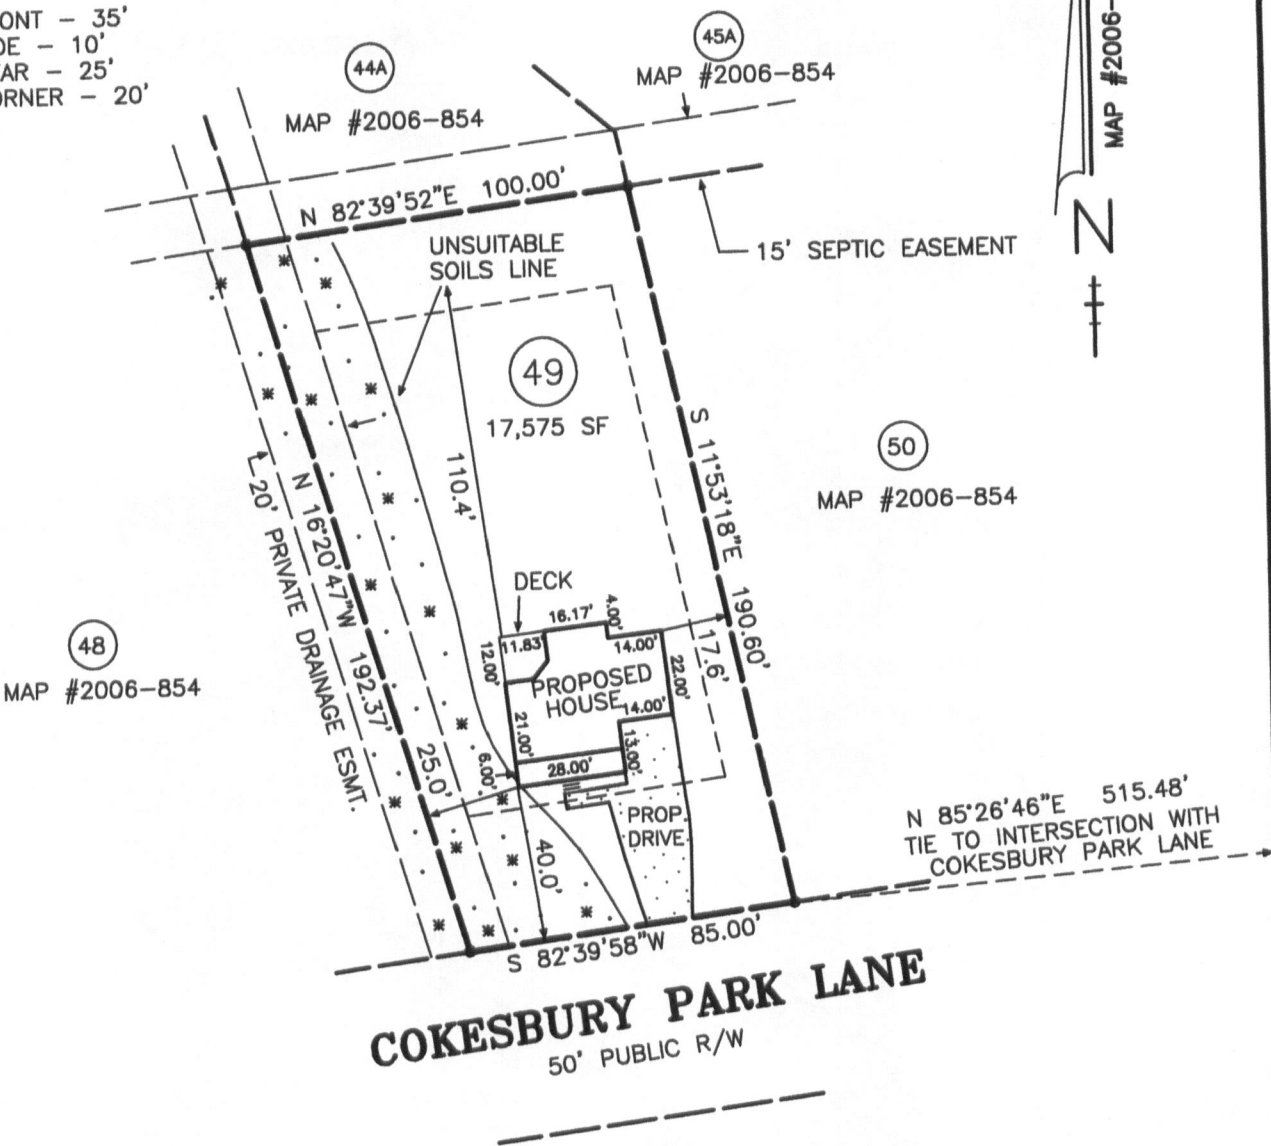 ONT – 35'
DE – 10'
AR – 25'
ORNER – 20'
44A
MAP #2006–854
45A
MAP #2006–854
MAP #2006–
N
N 82°39'52"E 100.00'
UNSUITABLE
SOILS LINE
15' SEPTIC EASEMENT
49
17,575 SF
50
MAP #2006–854
48
MAP #2006–854
20' PRIVATE DRAINAGE ESMT.
N 16°20'47"W 192.37'
S 11°53'18"E 190.60'
110.4'
DECK
16.17'
4.00'
11.83'
14.00'
12.00'
PROPOSED
HOUSE
22.00'
17.6'
14.00'
21.00'
13.00'
6.00'
28.00'
25.0'
40.0'
PROP.
DRIVE
N 85°26'46"E 515.48'
TIE TO INTERSECTION WITH
COKESBURY PARK LANE
S 82°39'58"W 85.00'
COKESBURY PARK LANE
50' PUBLIC R/W